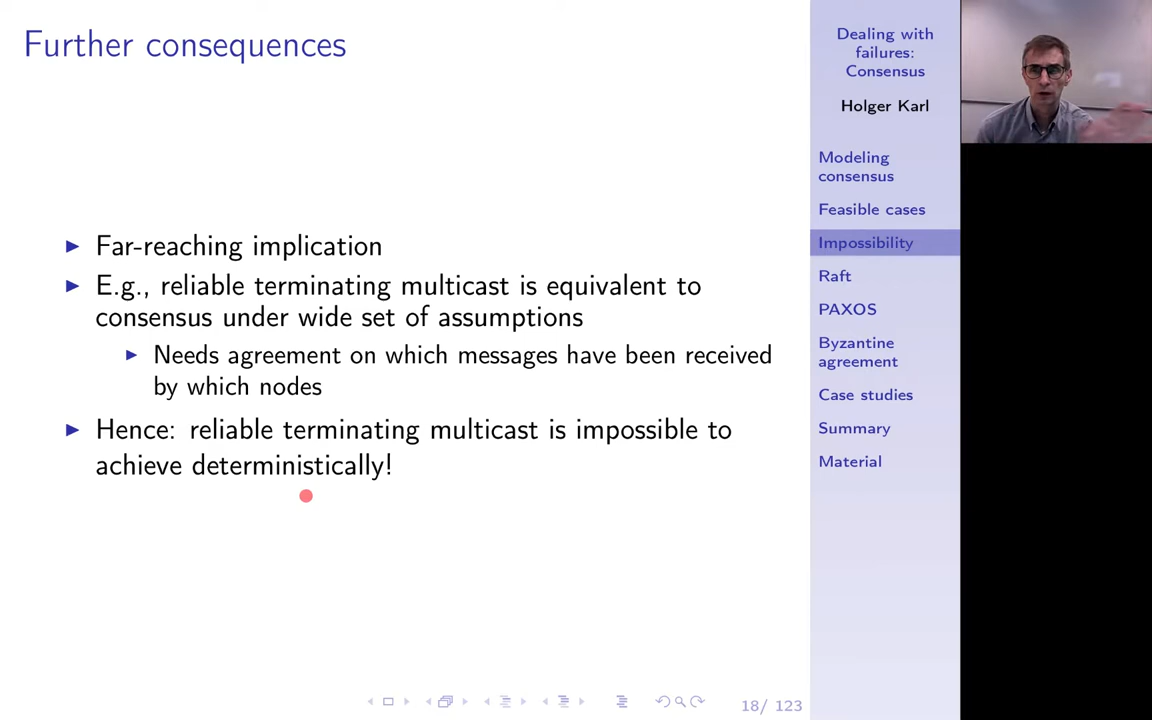 Further consequences
Far-reaching implication
E.g., reliable terminating multicast is equivalent to
consensus under wide set of assumptions
Needs agreement on which messages have been received
by which nodes
Hence: reliable terminating multicast is impossible to
achieve deterministically!
18/ 123
Dealing with
failures:
Consensus
Holger Karl
Modeling
consensus
Feasible cases
Impossibility
Raft
PAXOS
Byzantine
agreement
Case studies
Summary
Material